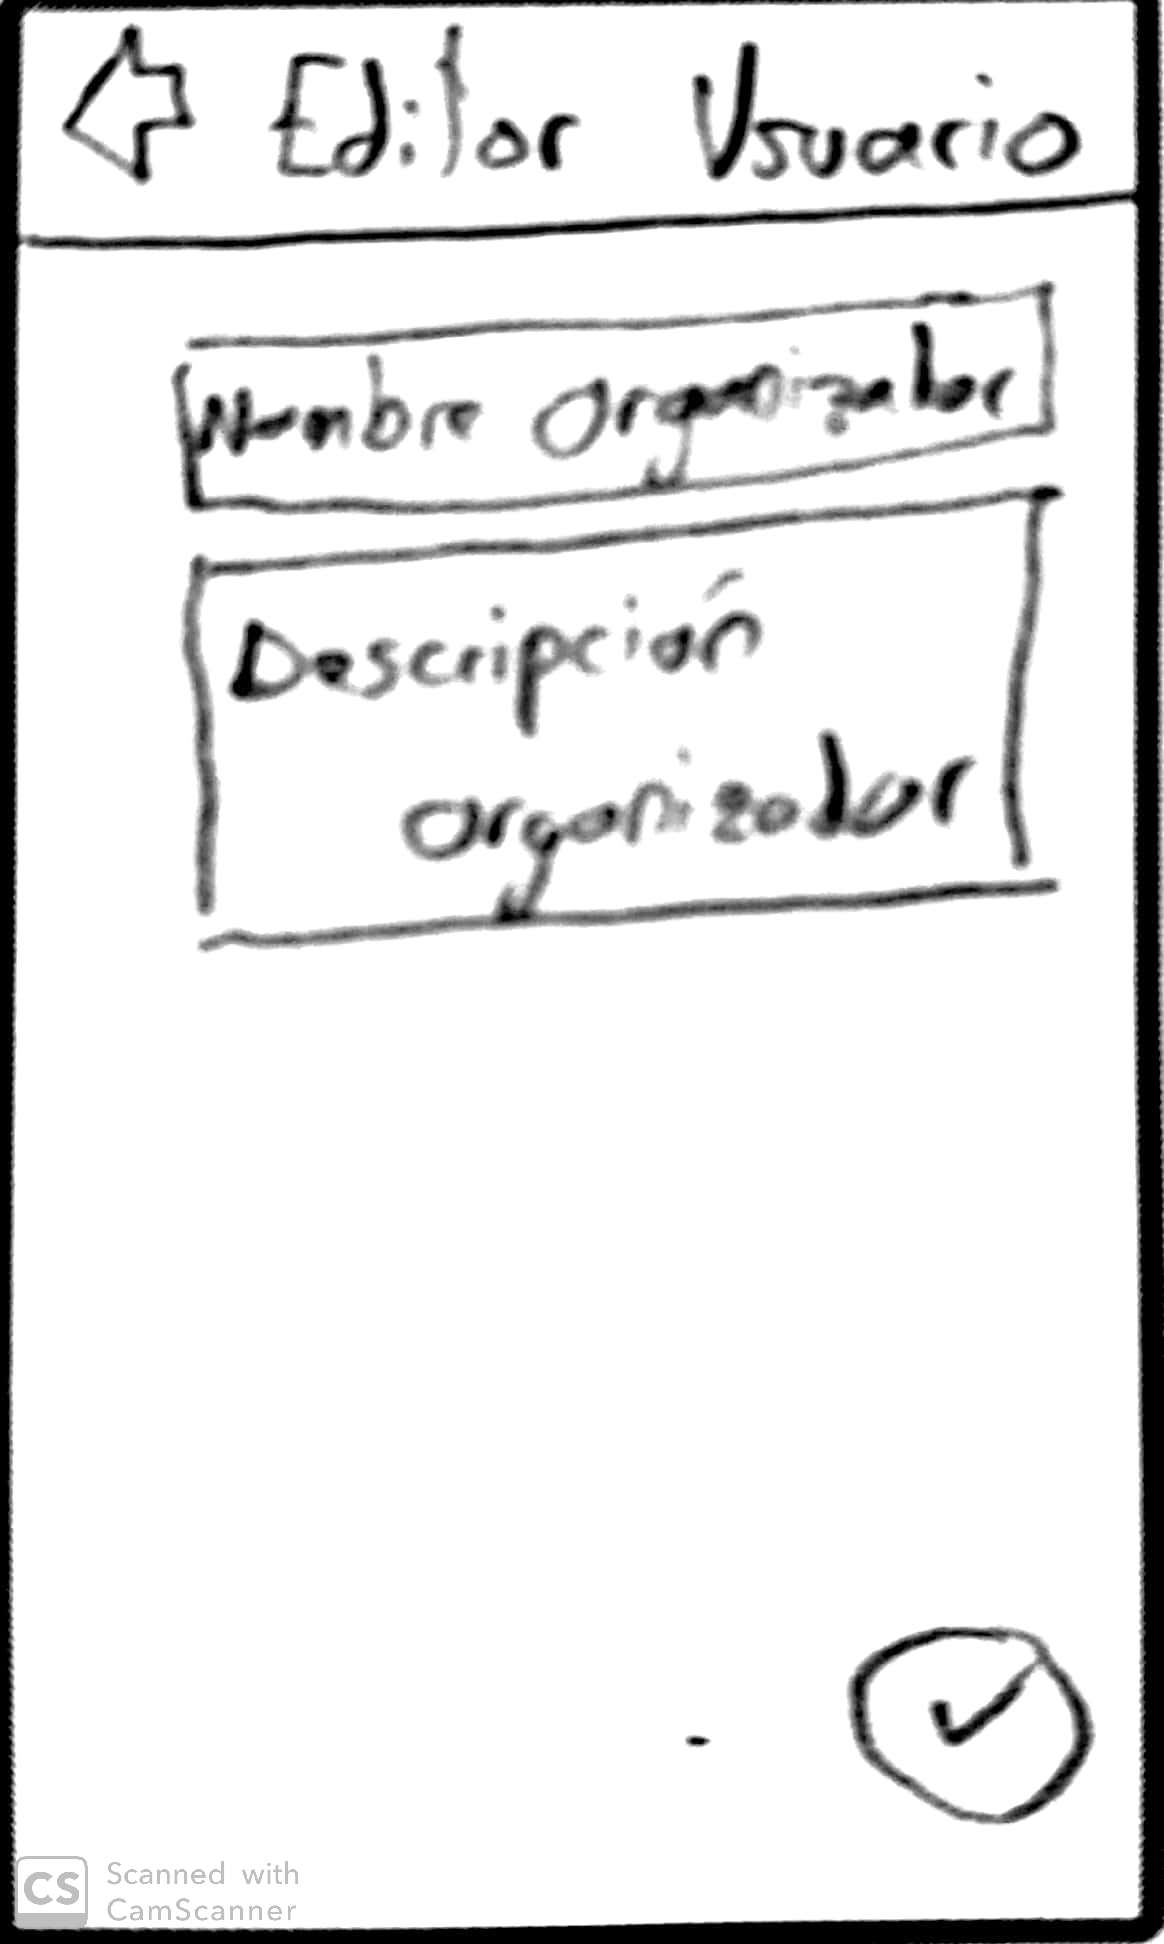 Editor Usuario
Nombre organizador
Descripción
organizador
CS Scanned with
CamScanner